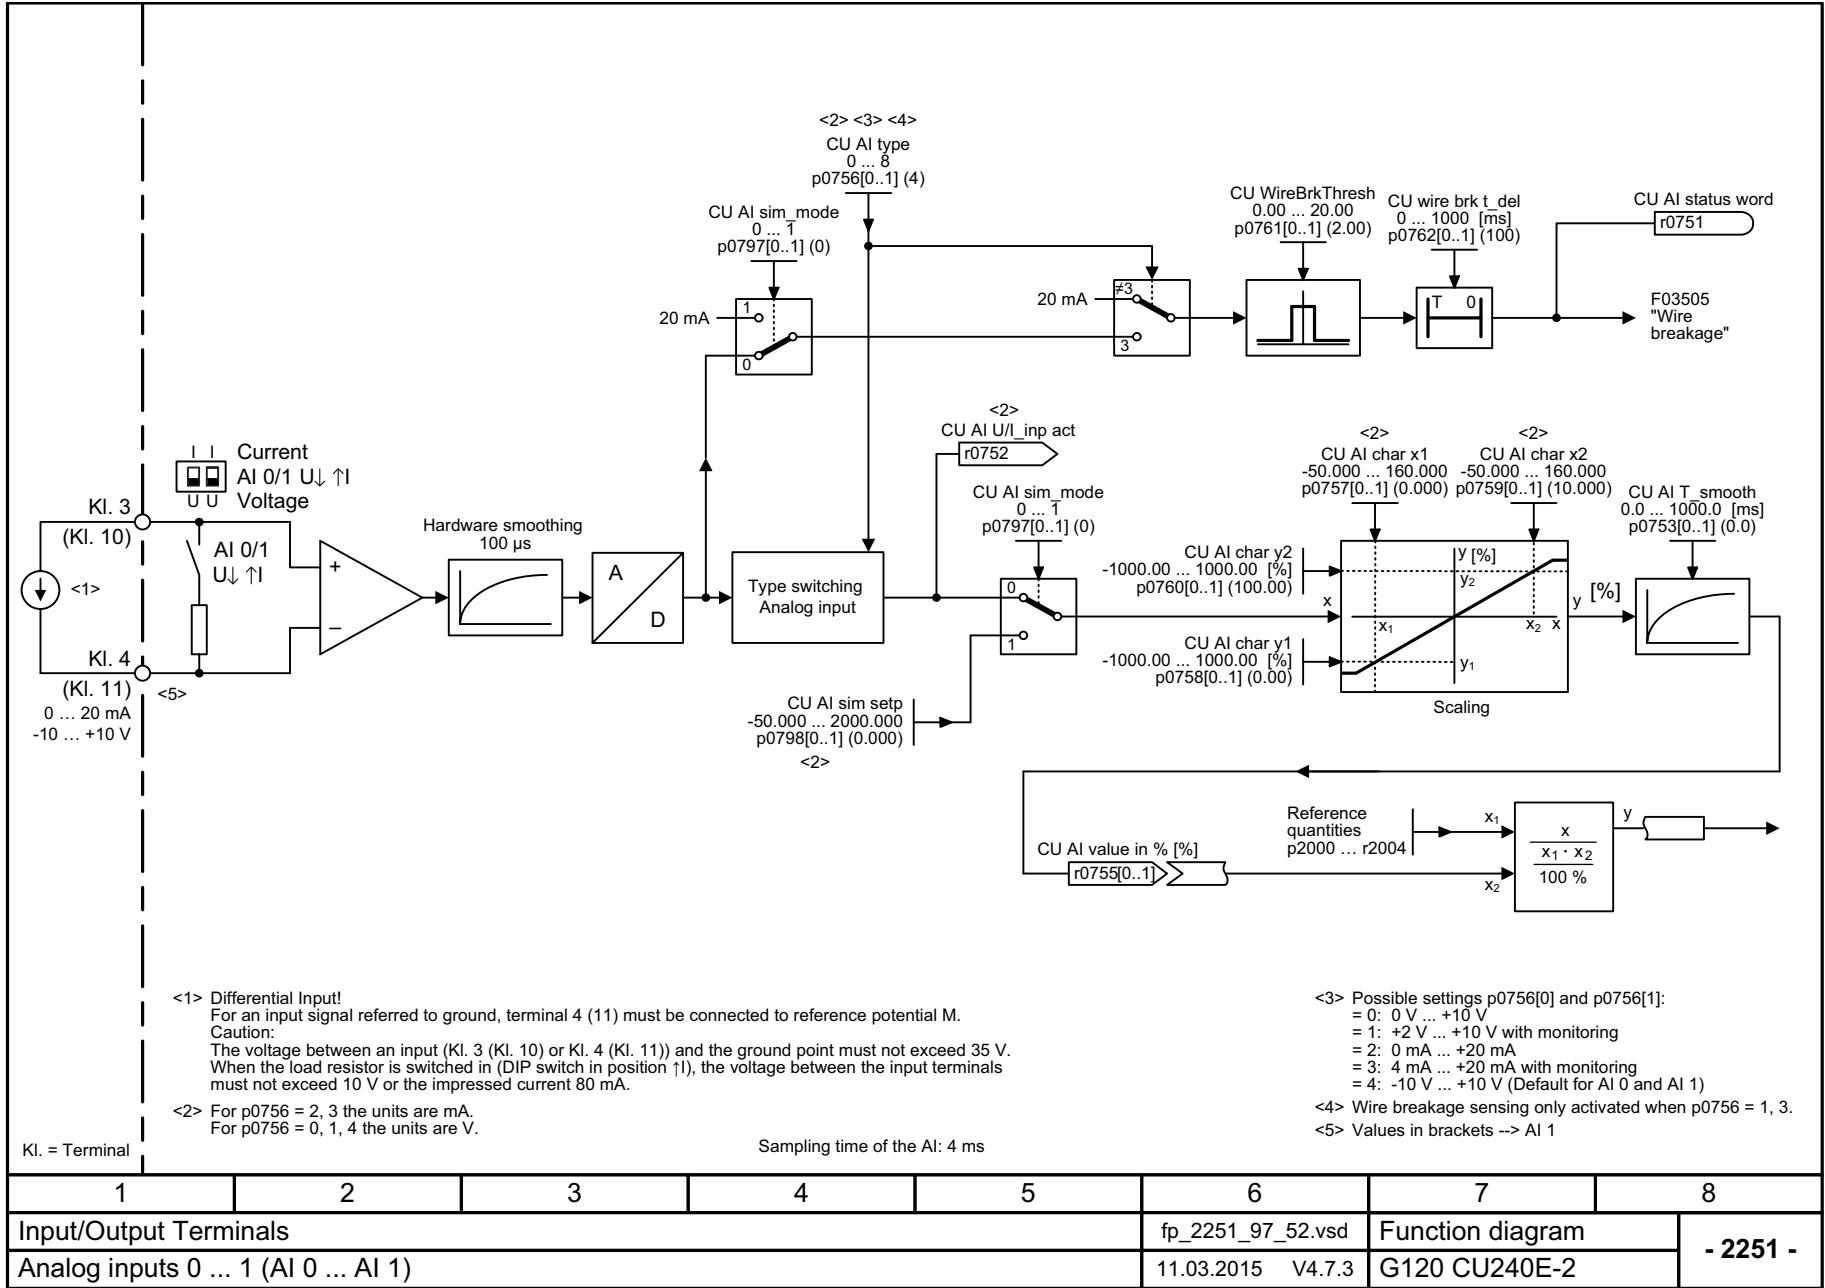 <2> <3> <4>
CU AI type
0 ... 8
p0756[0..1] (4)
CU AI sim_mode
0 ... 1
p0797[0..1] (0)
1
20 mA
0
20 mA
≠3
3
CU WireBrkThresh
0.00 ... 20.00
p0761[0..1] (2.00)
CU wire brk t_del
0 ... 1000 [ms]
p0762[0..1] (100)
T 0
CU AI status word
r0751
F03505
"Wire
breakage"
I I
U U
Current
AI 0/1 U↓ ↑I
Voltage
Kl. 3
(Kl. 10)
<1>
AI 0/1
U↓ ↑I
Kl. 4
(Kl. 11)
<5>
0 ... 20 mA
-10 … +10 V
+
–
Hardware smoothing
100 µs
A
D
Type switching
Analog input
<2>
CU AI U/I_inp act
r0752
CU AI sim_mode
0 ... 1
p0797[0..1] (0)
0
1
CU AI sim setp
-50.000 ... 2000.000
p0798[0..1] (0.000)
<2>
CU AI char y2
-1000.00 ... 1000.00 [%]
p0760[0..1] (100.00)
x
CU AI char y1
-1000.00 ... 1000.00 [%]
p0758[0..1] (0.00)
<2>
CU AI char x1
-50.000 ... 160.000
p0757[0..1] (0.000)
<2>
CU AI char x2
-50.000 ... 160.000
p0759[0..1] (10.000)
y [%]
y2
x1
x2 x
y1
Scaling
y [%]
CU AI T_smooth
0.0 ... 1000.0 [ms]
p0753[0..1] (0.0)
CU AI value in % [%]
r0755[0..1]
Reference
quantities
p2000 … r2004
x1
x2
x
x1 · x2
100 %
y
<1> Differential Input!
For an input signal referred to ground, terminal 4 (11) must be connected to reference potential M.
Caution:
The voltage between an input (Kl. 3 (Kl. 10) or Kl. 4 (Kl. 11)) and the ground point must not exceed 35 V.
When the load resistor is switched in (DIP switch in position ↑I), the voltage between the input terminals
must not exceed 10 V or the impressed current 80 mA.
<2> For p0756 = 2, 3 the units are mA.
For p0756 = 0, 1, 4 the units are V.
Kl. = Terminal
Sampling time of the AI: 4 ms
<3> Possible settings p0756[0] and p0756[1]:
= 0: 0 V ... +10 V
= 1: +2 V ... +10 V with monitoring
= 2: 0 mA ... +20 mA
= 3: 4 mA ... +20 mA with monitoring
= 4: -10 V ... +10 V (Default for AI 0 and AI 1)
<4> Wire breakage sensing only activated when p0756 = 1, 3.
<5> Values in brackets --> AI 1
1 2 3 4 5 6 7 8
Input/Output Terminals
fp_2251_97_52.vsd
Function diagram
- 2251 -
Analog inputs 0 ... 1 (AI 0 ... AI 1)
11.03.2015 V4.7.3
G120 CU240E-2